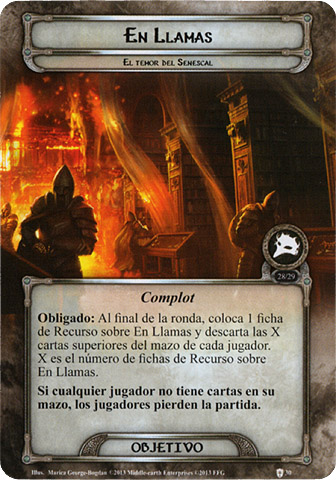 En Llamas
El temor del Senescal
28/29
Complot
Obligado: Al final de la ronda, coloca 1 ficha
de Recurso sobre En Llamas y descarta las X
cartas superiores del mazo de cada jugador.
X es el número de fichas de Recurso sobre
En Llamas.
Si cualquier jugador no tiene cartas en su
mazo, los jugadores pierden la partida.
OBJETIVO
Illus. Marica George-Bogdan ©2013 Middle-earth Enterprises ©2013 FFG
30